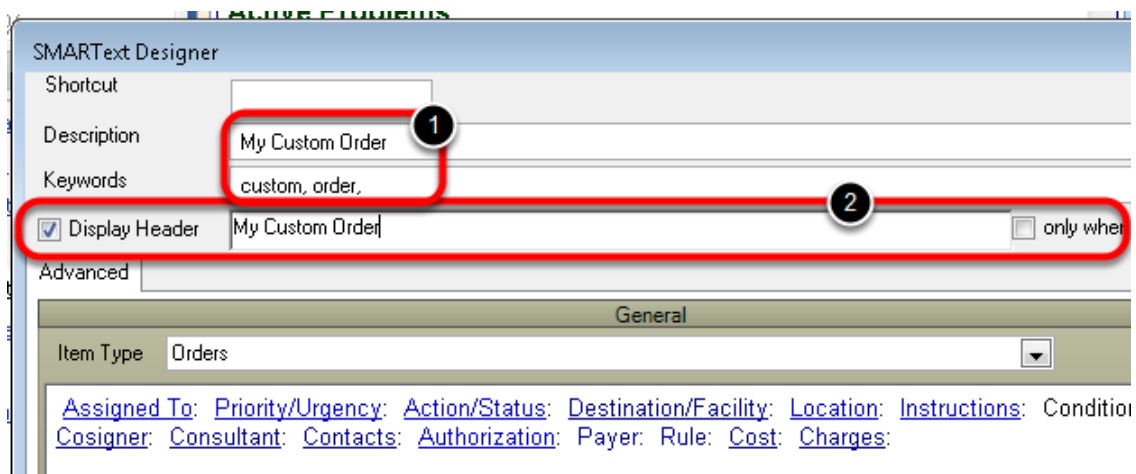 Active Problems
SMARText Designer
Shortcut
1
Description My Custom Order
Keywords custom, order,
2
Display Header My Custom Order only when
Advanced
General
Item Type Orders
Assigned To: Priority/Urgency: Action/Status: Destination/Facility: Location: Instructions: Condition
Cosigner: Consultant: Contacts: Authorization: Payer: Rule: Cost: Charges: